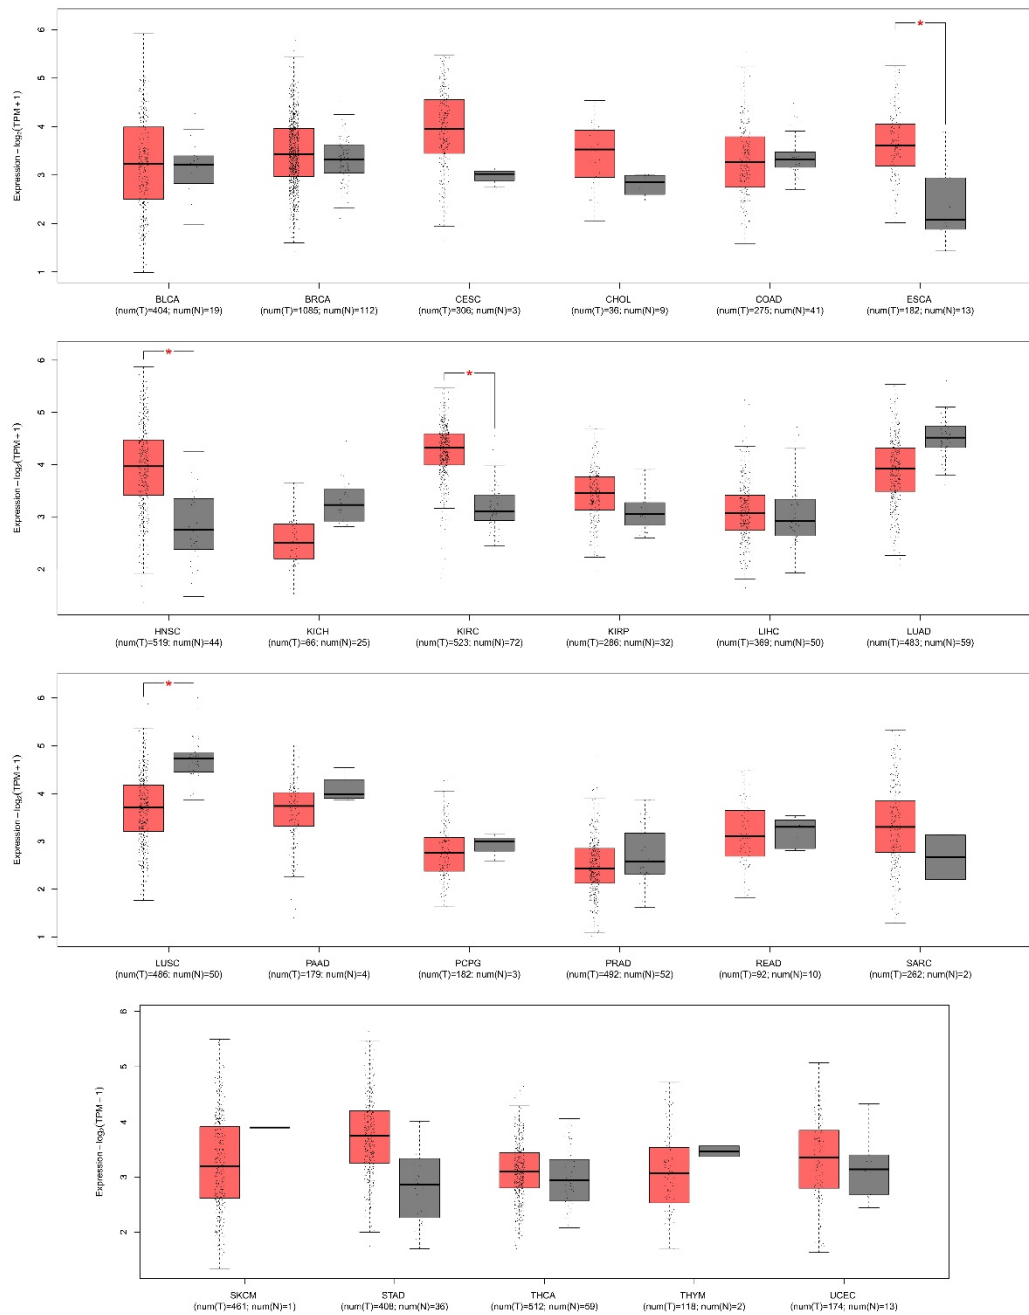 Expression − log₂(TPM + 1)
6
5
4
3
2
1
*
BLCA
(num(T)=404; num(N)=19)
BRCA
(num(T)=1085; num(N)=112)
CESC
(num(T)=306; num(N)=3)
CHOL
(num(T)=36; num(N)=9)
COAD
(num(T)=275; num(N)=41)
ESCA
(num(T)=182; num(N)=13)
Expression − log₂(TPM + 1)
6
5
4
3
2
*
*
HNSC
(num(T)=519; num(N)=44)
KICH
(num(T)=66; num(N)=25)
KIRC
(num(T)=523; num(N)=72)
KIRP
(num(T)=286; num(N)=32)
LIHC
(num(T)=369; num(N)=50)
LUAD
(num(T)=483; num(N)=59)
Expression − log₂(TPM + 1)
6
5
4
3
2
1
*
LUSC
(num(T)=486; num(N)=50)
PAAD
(num(T)=179; num(N)=4)
PCPG
(num(T)=182; num(N)=3)
PRAD
(num(T)=492; num(N)=52)
READ
(num(T)=92; num(N)=10)
SARC
(num(T)=262; num(N)=2)
Expression − log₂(TPM − 1)
6
5
4
3
2
SKCM
(num(T)=461; num(N)=1)
STAD
(num(T)=408; num(N)=36)
THCA
(num(T)=512; num(N)=59)
THYM
(num(T)=118; num(N)=2)
UCEC
(num(T)=174; num(N)=13)